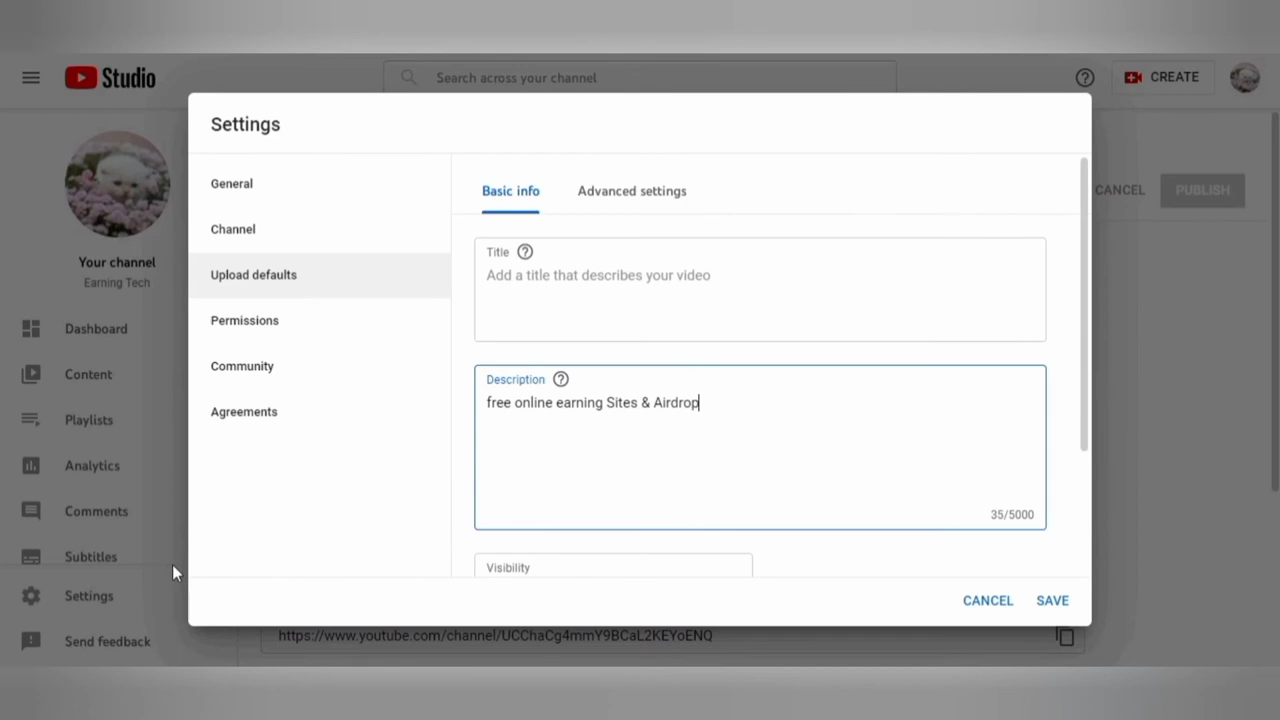 Studio
Search across your channel
CREATE
Settings
General
Channel
Upload defaults
Permissions
Community
Agreements
Basic info
Advanced settings
Title
Add a title that describes your video
Description
free online earning Sites & Airdrop
35/5000
Visibility
CANCEL
SAVE
CANCEL
PUBLISH
Your channel
Earning Tech
Dashboard
Content
Playlists
Analytics
Comments
Subtitles
Settings
Send feedback
https://www.youtube.com/channel/UCChaCg4mmY9BCaL2KEYoENQ